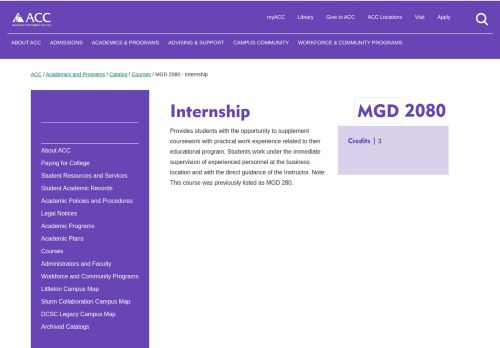 ACC
myACC Library Give to ACC ACC Locations Visit Apply
ABOUT ACC ADMISSIONS ACADEMICS & PROGRAMS ADVISING & SUPPORT CAMPUS COMMUNITY WORKFORCE & COMMUNITY PROGRAMS
ACC / Academics and Programs / Catalog / Courses / MGD 2080 - Internship
About ACC
Paying for College
Student Resources and Services
Student Academic Records
Academic Policies and Procedures
Legal Notices
Academic Programs
Academic Plans
Courses
Administrators and Faculty
Workforce and Community Programs
Littleton Campus Map
Sturm Collaboration Campus Map
DCSC Legacy Campus Map
Archived Catalogs
Internship
Provides students with the opportunity to supplement
coursework with practical work experience related to their
educational program. Students work under the immediate
supervision of experienced personnel at the business
location and with the direct guidance of the instructor. Note:
This course was previously listed as MGD 280.
MGD 2080
Credits | 3